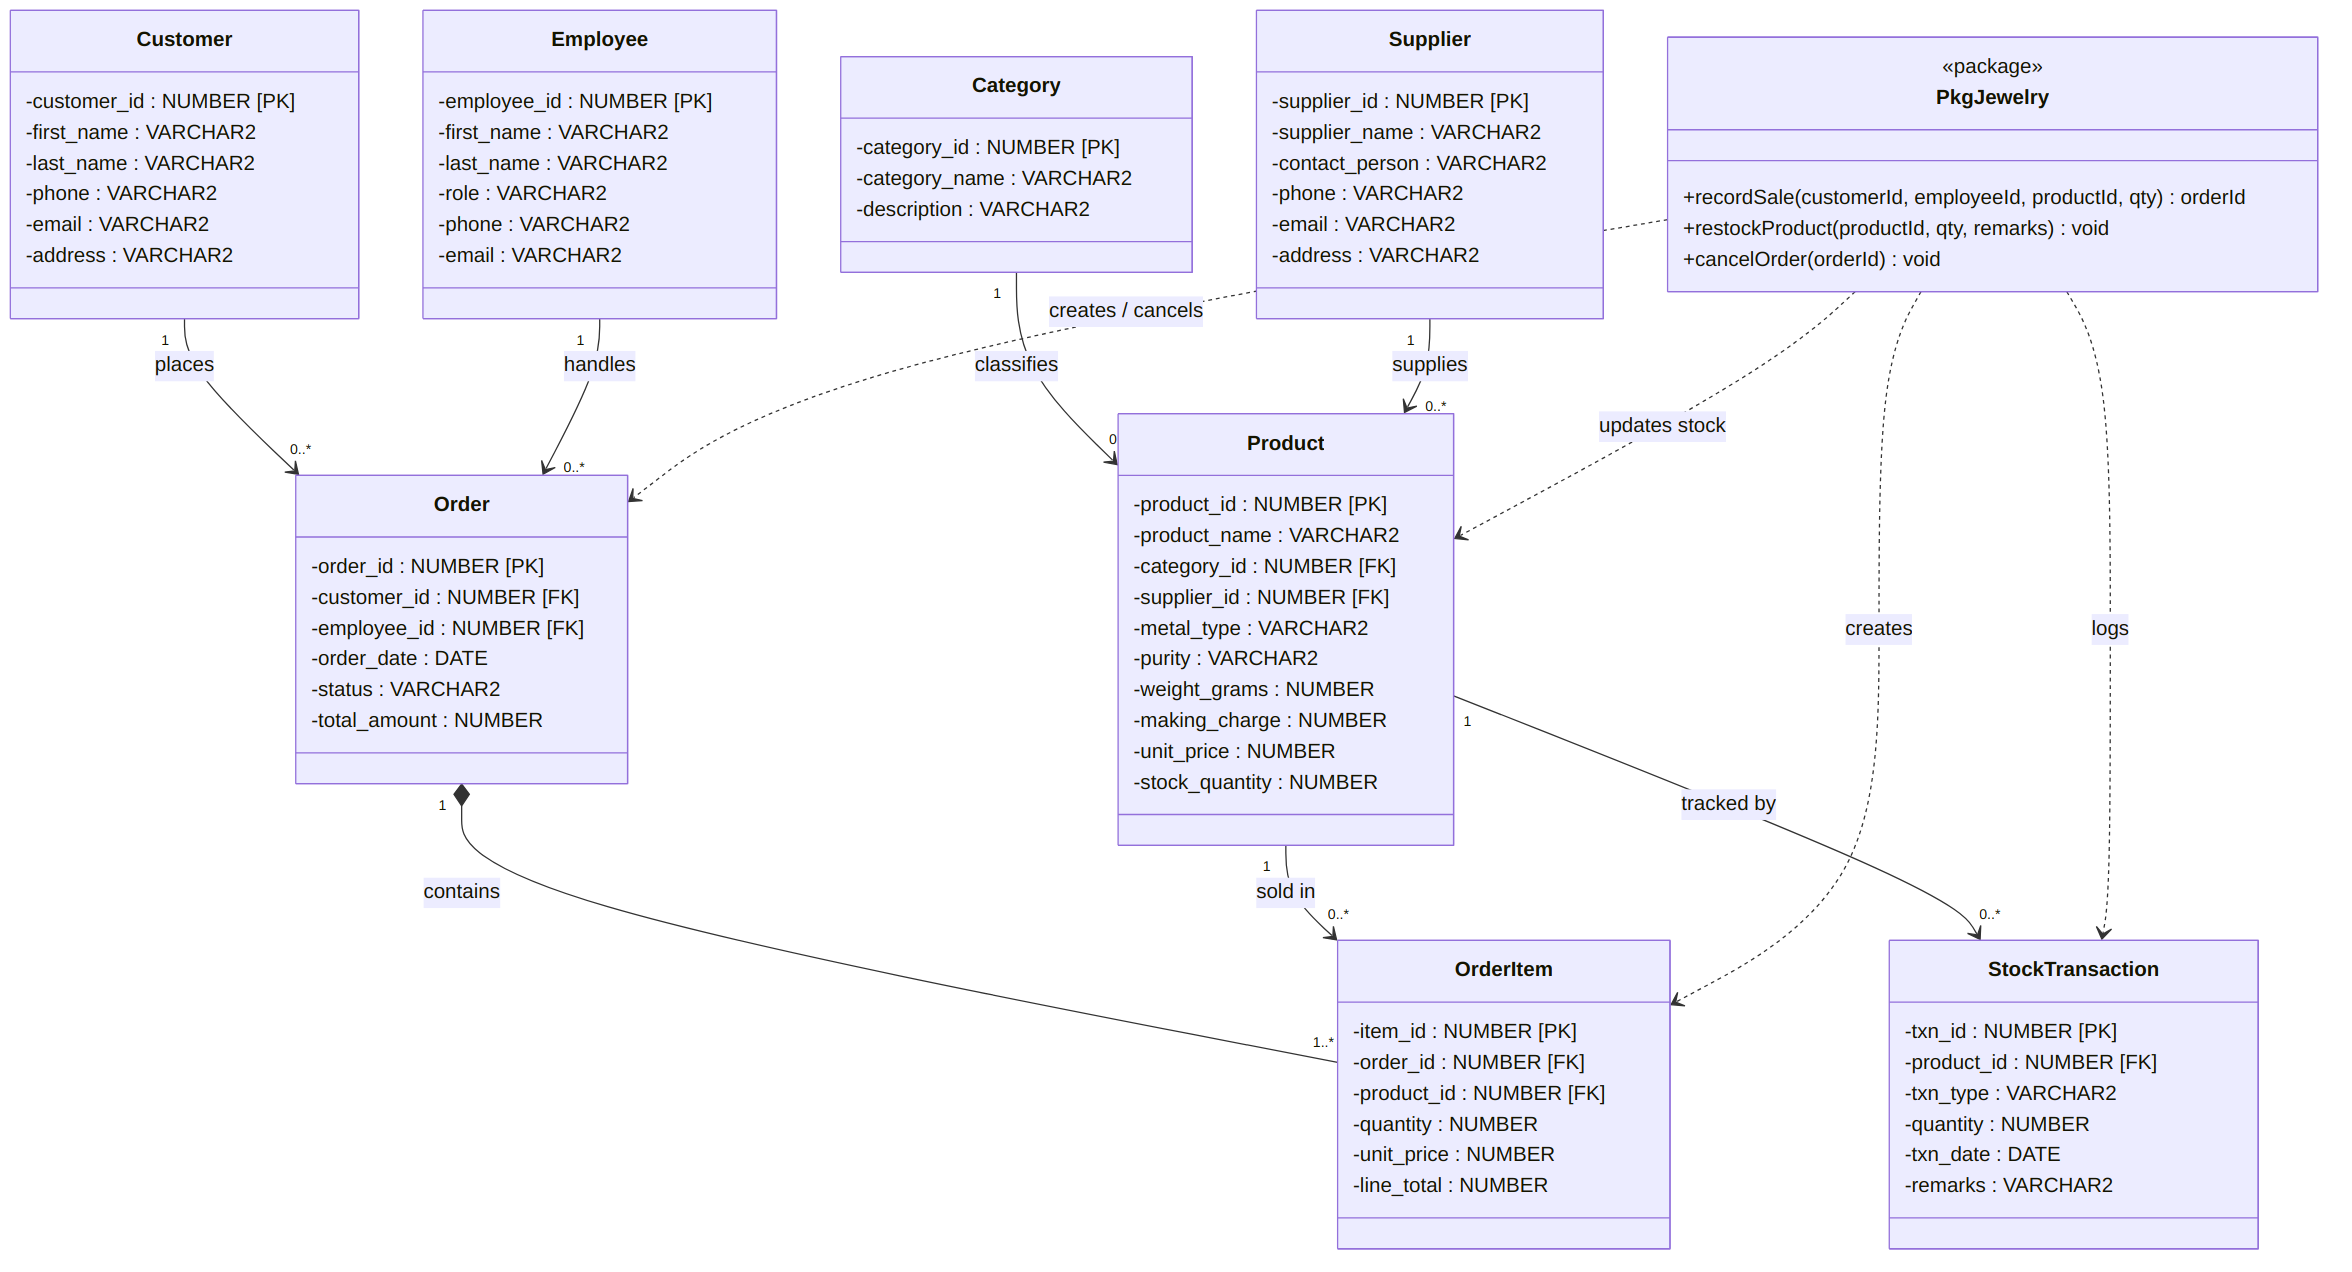 Customer
-customer_id : NUMBER [PK]
-first_name : VARCHAR2
-last_name : VARCHAR2
-phone : VARCHAR2
-email : VARCHAR2
-address : VARCHAR2
Employee
-employee_id : NUMBER [PK]
-first_name : VARCHAR2
-last_name : VARCHAR2
-role : VARCHAR2
-phone : VARCHAR2
-email : VARCHAR2
Category
-category_id : NUMBER [PK]
-category_name : VARCHAR2
-description : VARCHAR2
Supplier
-supplier_id : NUMBER [PK]
-supplier_name : VARCHAR2
-contact_person : VARCHAR2
-phone : VARCHAR2
-email : VARCHAR2
-address : VARCHAR2
«package»
PkgJewelry
+recordSale(customerId, employeeId, productId, qty) : orderId
+restockProduct(productId, qty, remarks) : void
+cancelOrder(orderId) : void
1
places
0..*
1
handles
0..*
creates / cancels
1
classifies
0
1
supplies
0..*
updates stock
creates
logs
Order
-order_id : NUMBER [PK]
-customer_id : NUMBER [FK]
-employee_id : NUMBER [FK]
-order_date : DATE
-status : VARCHAR2
-total_amount : NUMBER
Product
-product_id : NUMBER [PK]
-product_name : VARCHAR2
-category_id : NUMBER [FK]
-supplier_id : NUMBER [FK]
-metal_type : VARCHAR2
-purity : VARCHAR2
-weight_grams : NUMBER
-making_charge : NUMBER
-unit_price : NUMBER
-stock_quantity : NUMBER
1
contains
1..*
1
sold in
0..*
1
tracked by
0..*
OrderItem
-item_id : NUMBER [PK]
-order_id : NUMBER [FK]
-product_id : NUMBER [FK]
-quantity : NUMBER
-unit_price : NUMBER
-line_total : NUMBER
StockTransaction
-txn_id : NUMBER [PK]
-product_id : NUMBER [FK]
-txn_type : VARCHAR2
-quantity : NUMBER
-txn_date : DATE
-remarks : VARCHAR2